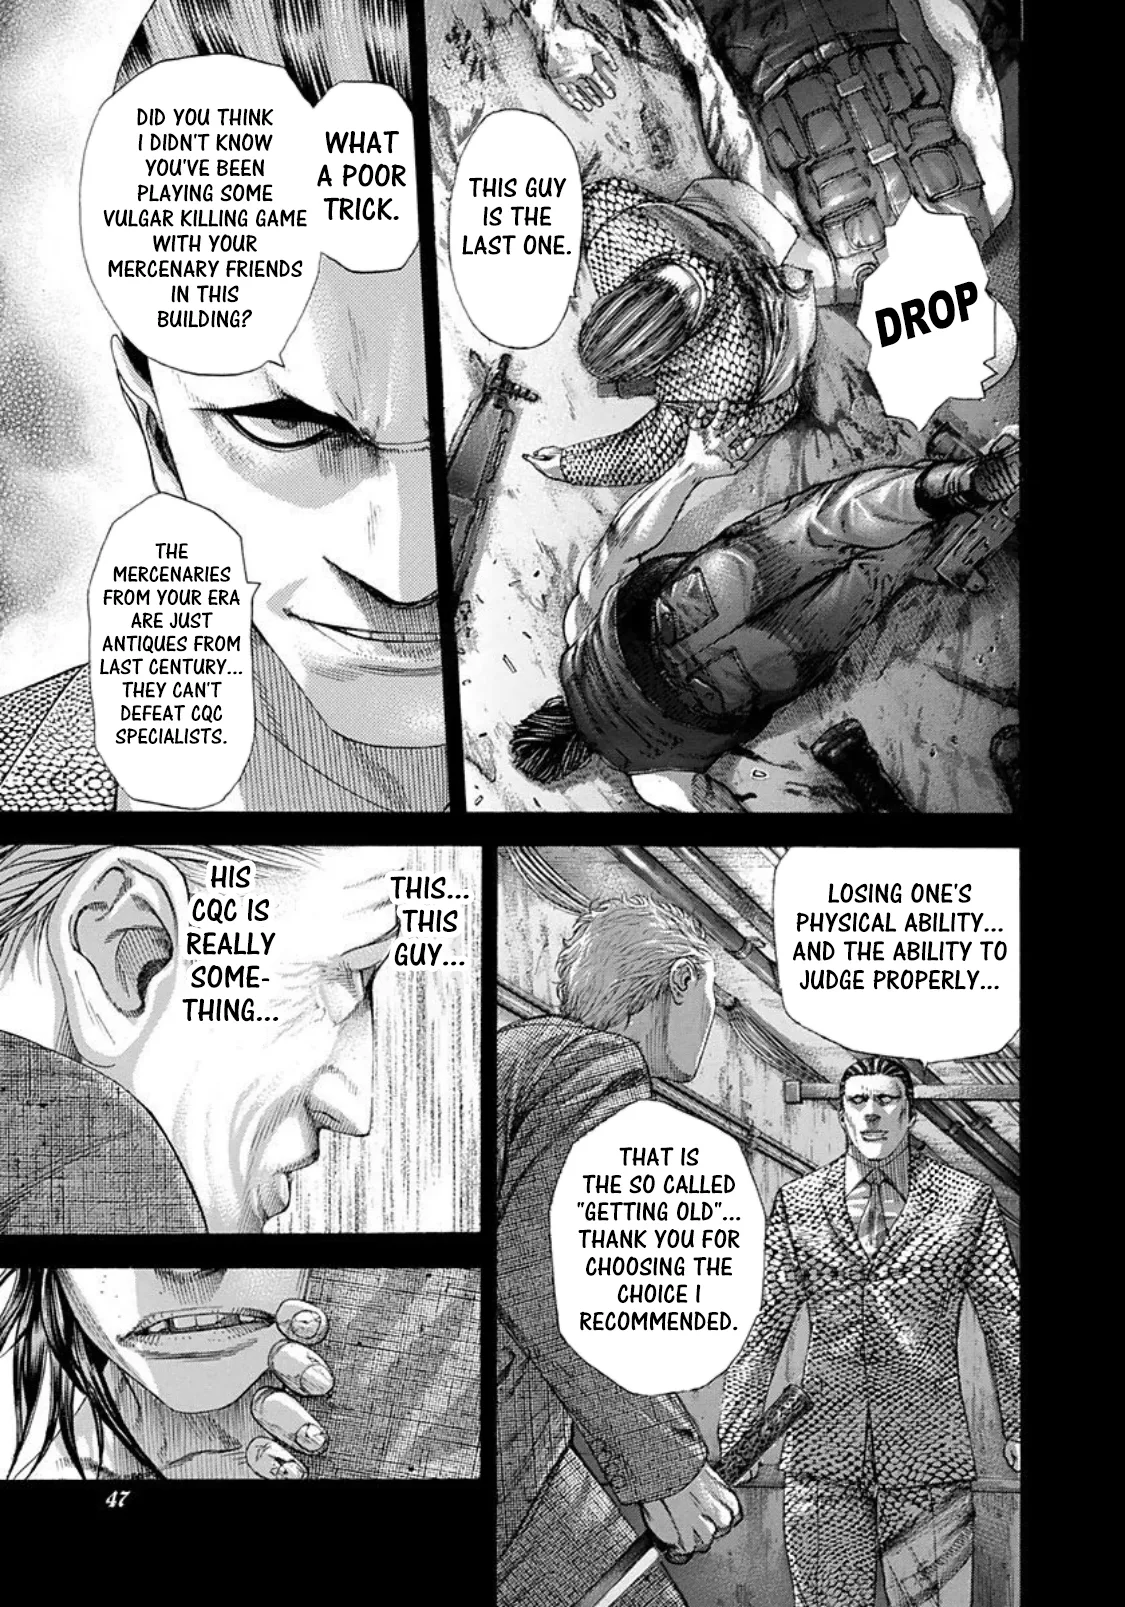 DROP
THIS GUY
IS THE
LAST ONE.
WHAT
A POOR
TRICK.
DID YOU THINK
I DIDN'T KNOW
YOU'VE BEEN
PLAYING SOME
VULGAR KILLING GAME
WITH YOUR
MERCENARY FRIENDS
IN THIS
BUILDING?
THE
MERCENARIES
FROM YOUR ERA
ARE JUST
ANTIQUES FROM
LAST CENTURY...
THEY CAN'T
DEFEAT CQC
SPECIALISTS.
LOSING ONE'S
PHYSICAL ABILITY...
AND THE ABILITY TO
JUDGE PROPERLY...
THAT IS
THE SO CALLED
"GETTING OLD"...
THANK YOU FOR
CHOOSING THE
CHOICE I
RECOMMENDED.
THIS...
THIS
GUY...
HIS
CQC IS
REALLY
SOME-
THING...
47